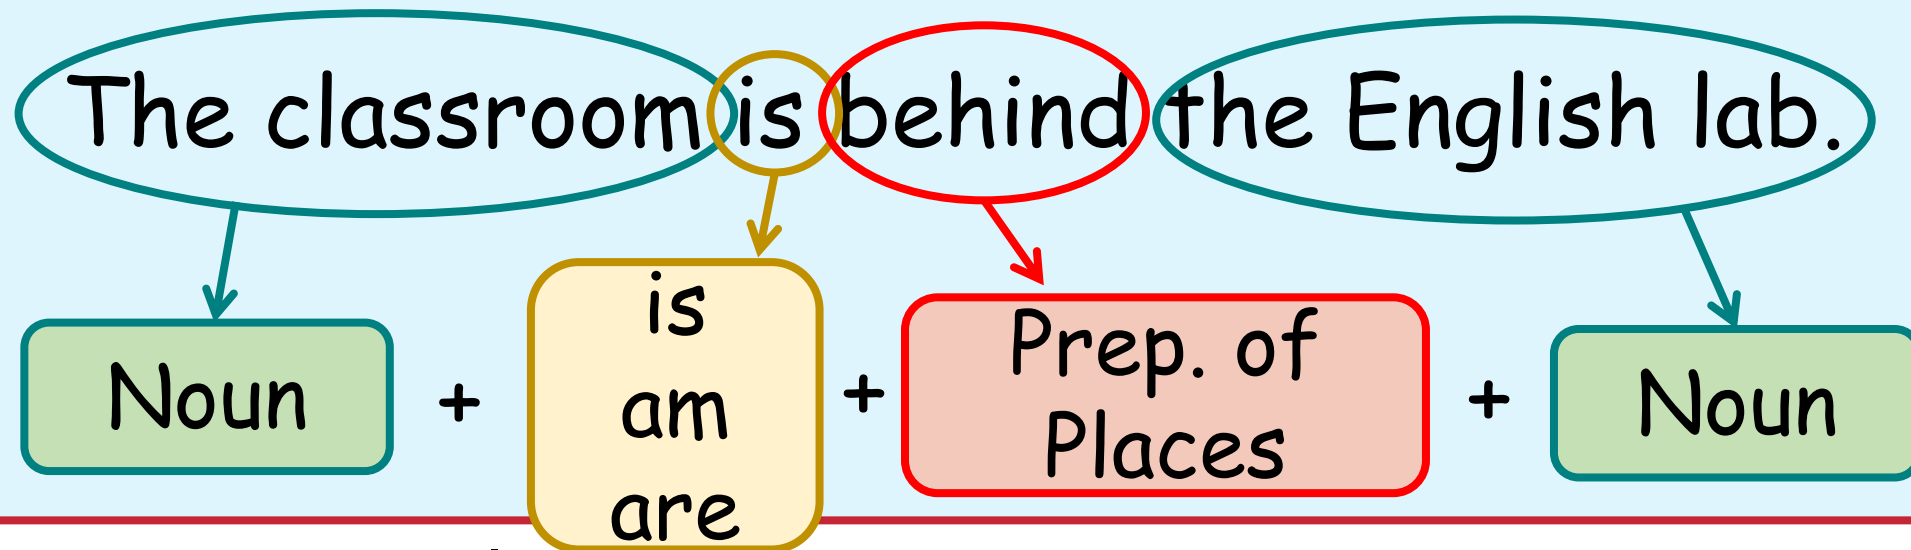 The classroom is behind the English lab.
Noun + is am are + Prep. of Places + Noun